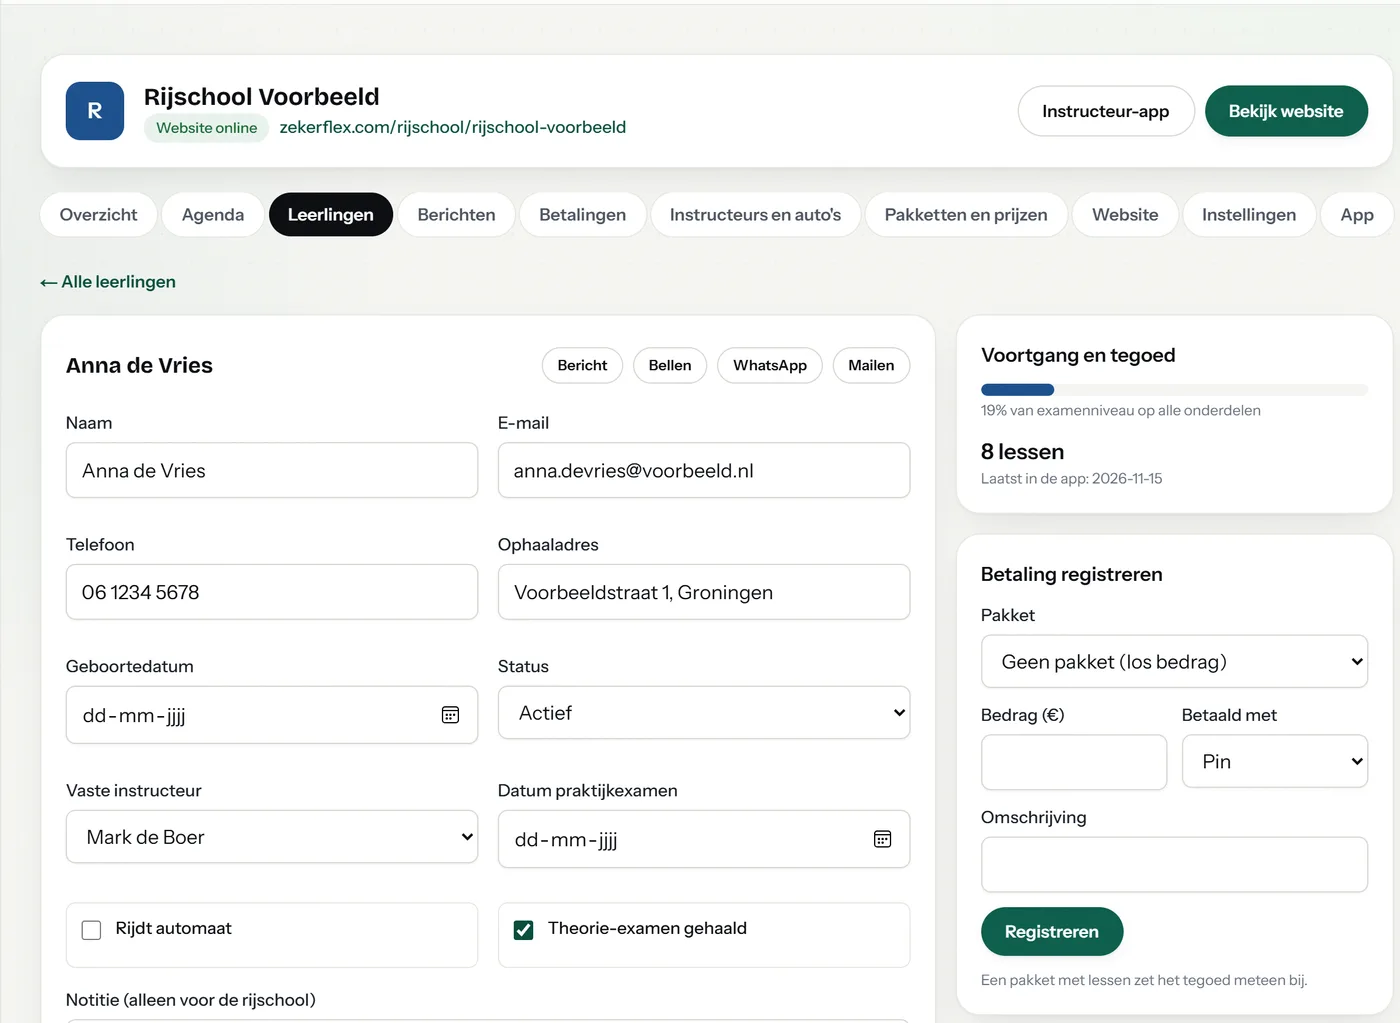 R
Rijschool Voorbeeld
Website online
zekerflex.com/rijschool/rijschool-voorbeeld
Instructeur-app
Bekijk website
Overzicht
Agenda
Leerlingen
Berichten
Betalingen
Instructeurs en auto's
Pakketten en prijzen
Website
Instellingen
App
← Alle leerlingen
Anna de Vries
Bericht
Bellen
WhatsApp
Mailen
Naam
Anna de Vries
E-mail
anna.devries@voorbeeld.nl
Telefoon
06 1234 5678
Ophaaladres
Voorbeeldstraat 1, Groningen
Geboortedatum
dd-mm-jjjj
Status
Actief
Vaste instructeur
Mark de Boer
Datum praktijkexamen
dd-mm-jjjj
Rijdt automaat
Theorie-examen gehaald
Notitie (alleen voor de rijschool)
Voortgang en tegoed
19% van examenniveau op alle onderdelen
8 lessen
Laatst in de app: 2026-11-15
Betaling registreren
Pakket
Geen pakket (los bedrag)
Bedrag (€)
Betaald met
Pin
Omschrijving
Registreren
Een pakket met lessen zet het tegoed meteen bij.